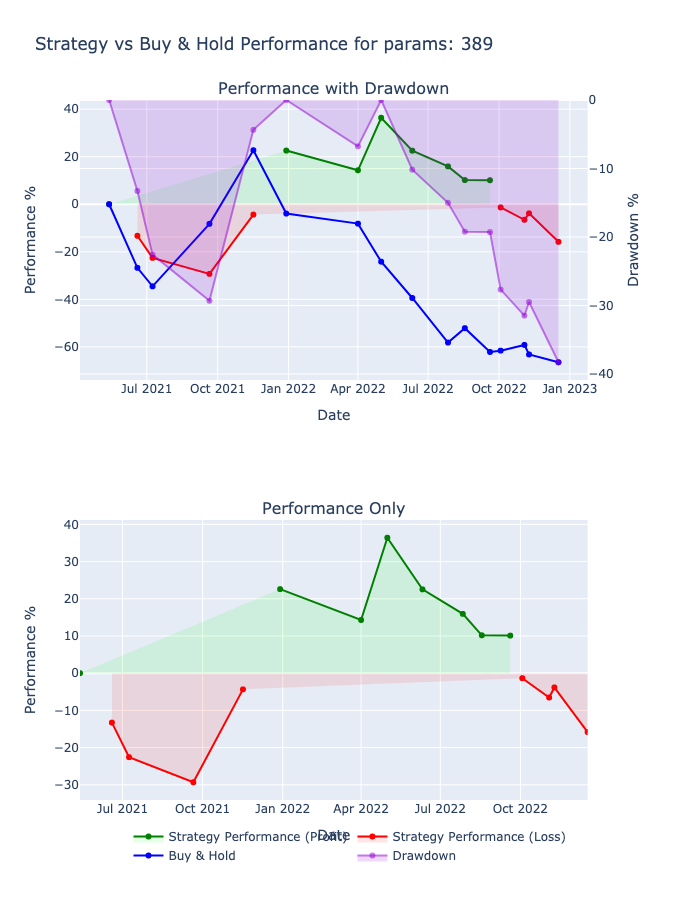 Strategy vs Buy & Hold Performance for params: 389
Performance with Drawdown
40
20
0
−20
−40
−60
Performance %
0
−10
−20
−30
−40
Drawdown %
Jul 2021 Oct 2021 Jan 2022 Apr 2022 Jul 2022 Oct 2022 Jan 2023
Date
Performance Only
40
30
20
10
0
−10
−20
−30
Performance %
Jul 2021 Oct 2021 Jan 2022 Apr 2022 Jul 2022 Oct 2022
Date
Strategy Performance (Profit) Strategy Performance (Loss)
Buy & Hold Drawdown